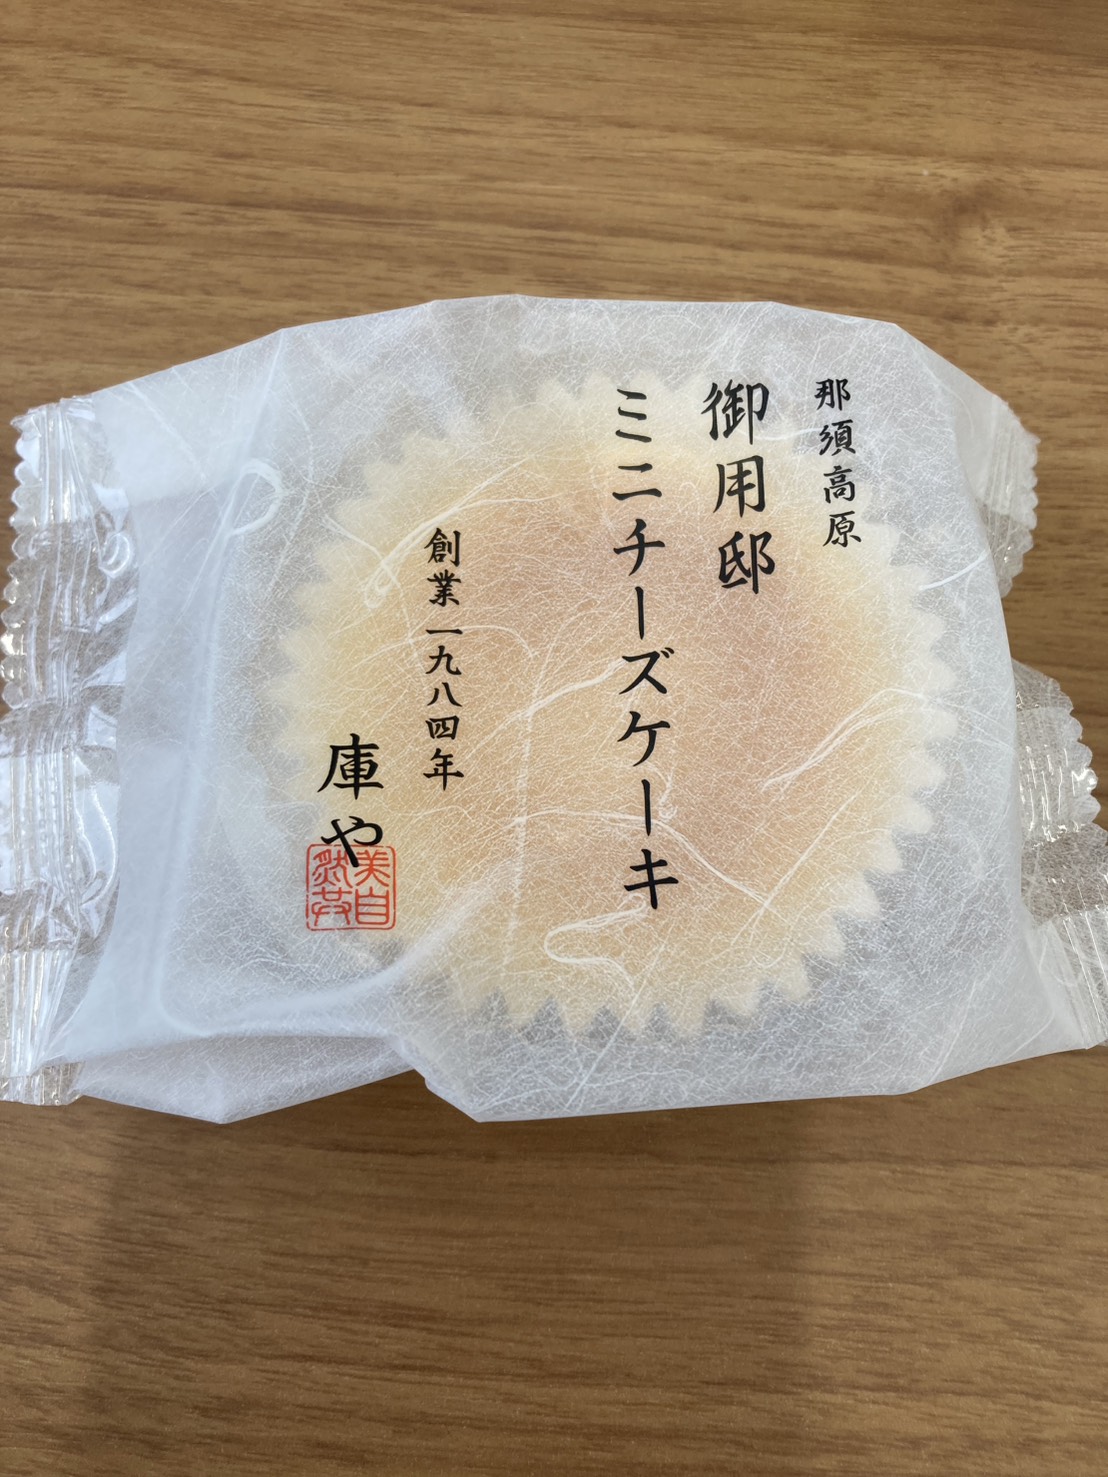 那須高原
御用邸
ミニチーズケーキ
創業一九八四年
庫や